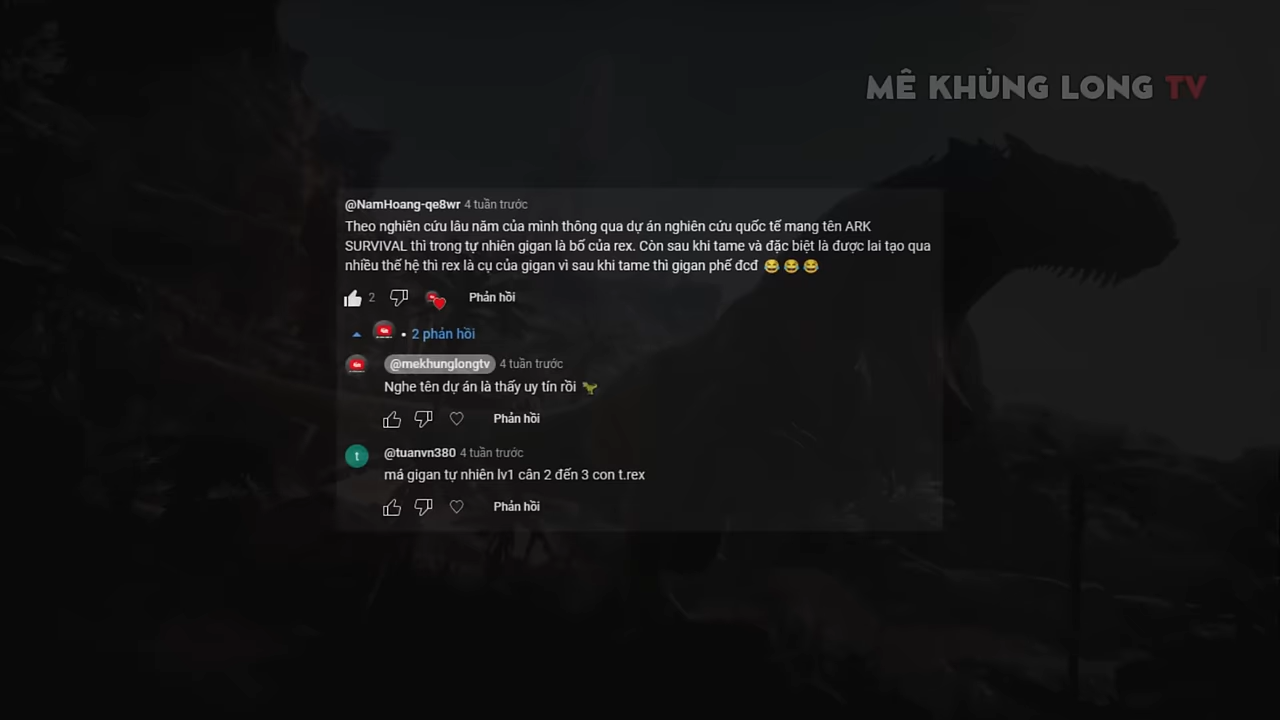 MÊ KHỦNG LONG TV
@NamHoang-qe8wr 4 tuần trước
Theo nghiên cứu lâu năm của mình thông qua dự án nghiên cứu quốc tế mang tên ARK
SURVIVAL thì trong tự nhiên gigan là bố của rex. Còn sau khi tame và đặc biệt là được lai tạo qua
nhiều thế hệ thì rex là cụ của gigan vì sau khi tame thì gigan phế đcđ 😂😂😂
2 Phản hồi
• 2 phản hồi
@mekhunglongtv 4 tuần trước
Nghe tên dự án là thấy uy tín rồi 🦖
Phản hồi
t @tuanvn380 4 tuần trước
má gigan tự nhiên lv1 cân 2 đến 3 con t.rex
Phản hồi